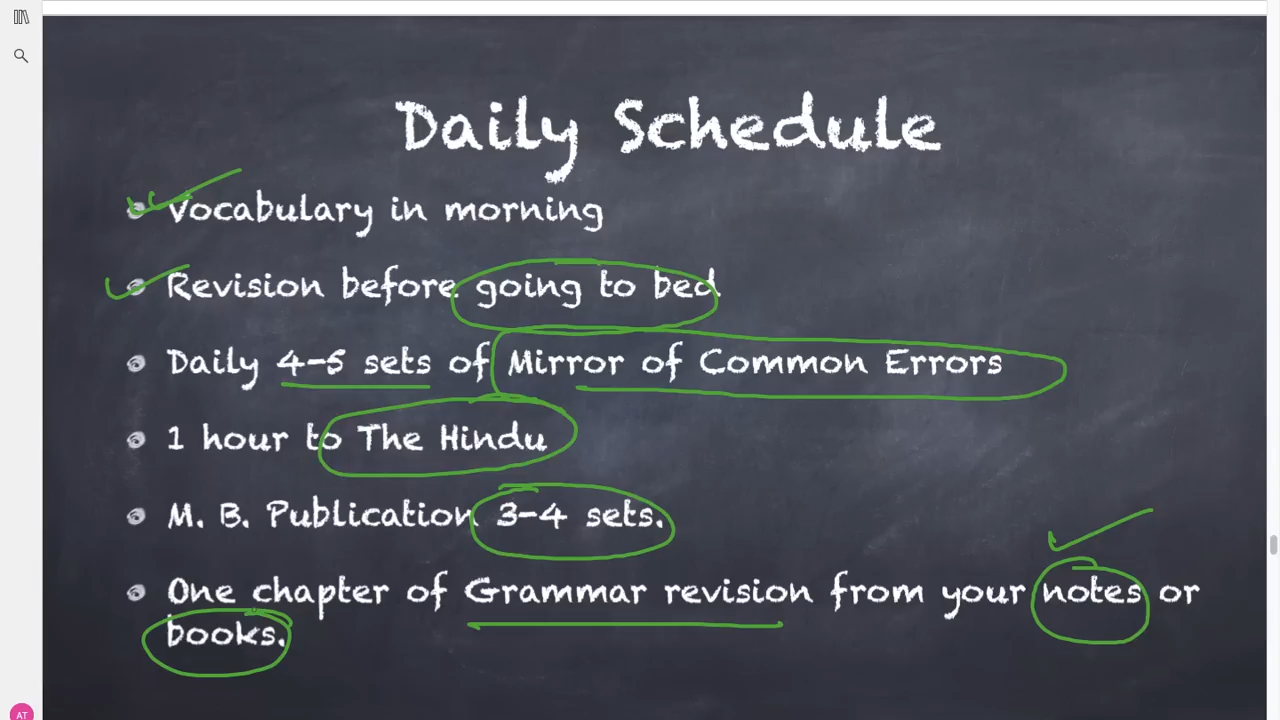 Daily Schedule
Vocabulary in morning
Revision before going to bed
Daily 4-5 sets of Mirror of Common Errors
1 hour to The Hindu
M. B. Publication 3-4 sets.
One chapter of Grammar revision from your notes or
books.
AT